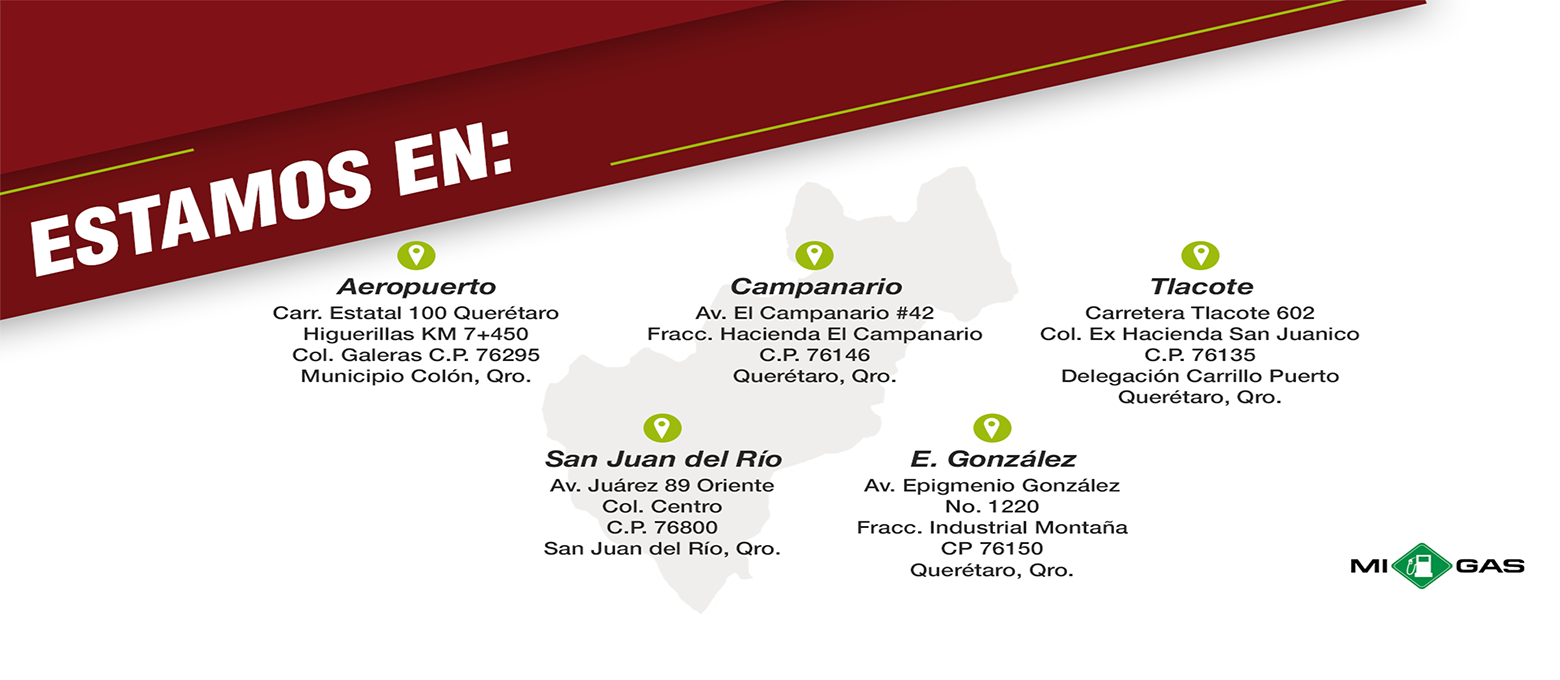 ESTAMOS EN:
Aeropuerto
Carr. Estatal 100 Querétaro
Higuerillas KM 7+450
Col. Galeras C.P. 76295
Municipio Colón, Qro.
Campanario
Av. El Campanario #42
Fracc. Hacienda El Campanario
C.P. 76146
Querétaro, Qro.
Tlacote
Carretera Tlacote 602
Col. Ex Hacienda San Juanico
C.P. 76135
Delegación Carrillo Puerto
Querétaro, Qro.
San Juan del Río
Av. Juárez 89 Oriente
Col. Centro
C.P. 76800
San Juan del Río, Qro.
E. González
Av. Epigmenio González
No. 1220
Fracc. Industrial Montaña
CP 76150
Querétaro, Qro.
MI GAS